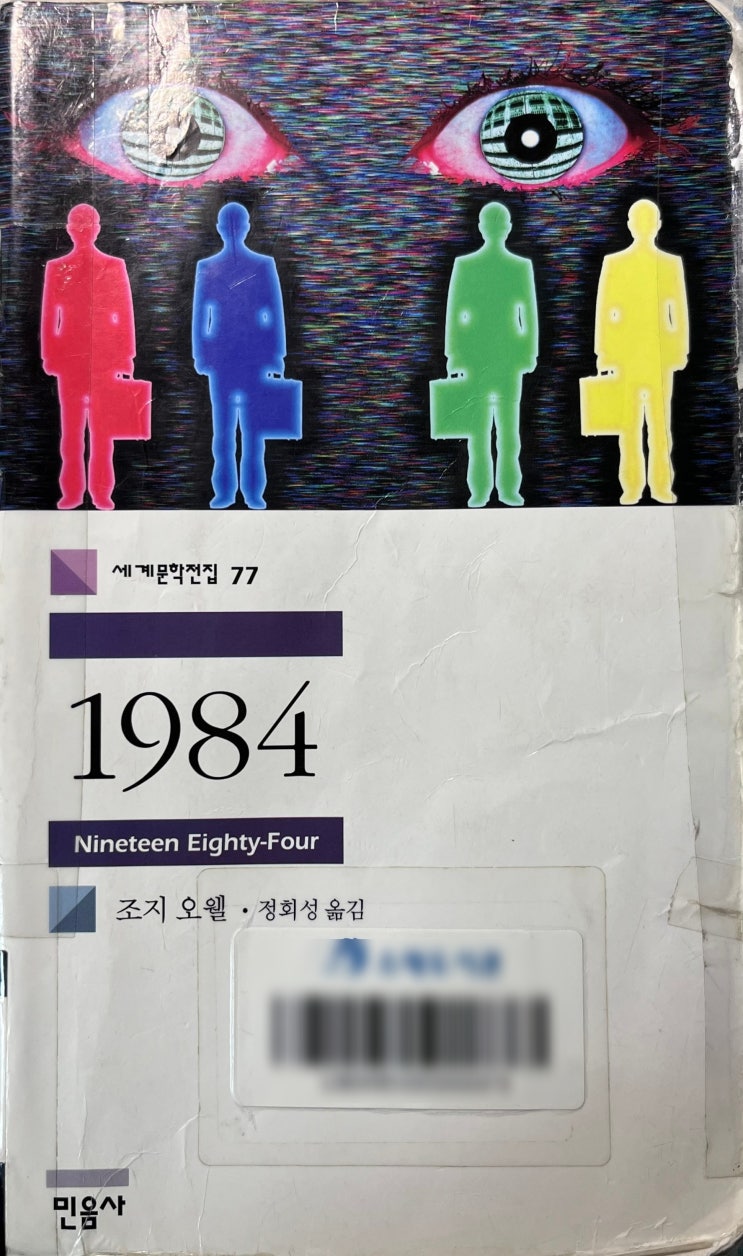 세계문학전집 77
1984
Nineteen Eighty-Four
조지 오웰 · 정회성 옮김
민음사